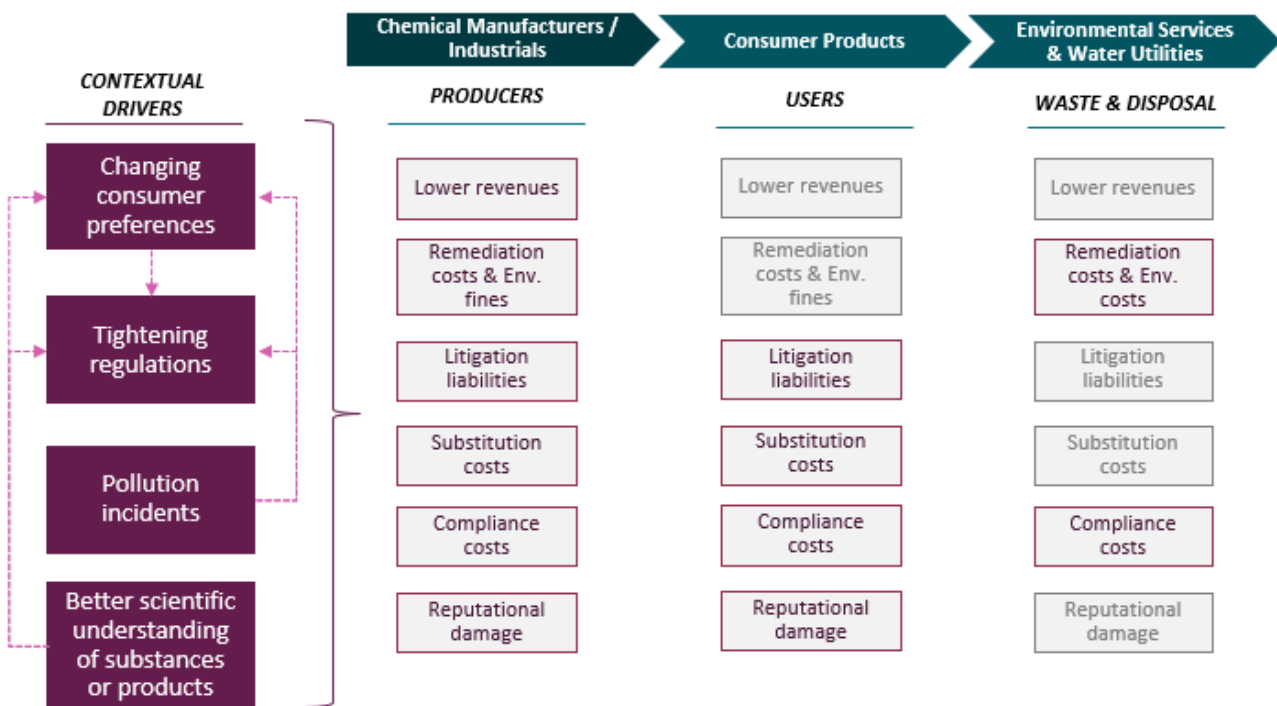 Chemical Manufacturers /
Industrials
Consumer Products
Environmental Services
& Water Utilities
CONTEXTUAL
DRIVERS
PRODUCERS
USERS
WASTE & DISPOSAL
Changing
consumer
preferences
Tightening
regulations
Pollution
incidents
Better scientific
understanding
of substances
or products
Lower revenues
Remediation
costs & Env.
fines
Litigation
liabilities
Substitution
costs
Compliance
costs
Reputational
damage
Lower revenues
Remediation
costs & Env.
fines
Litigation
liabilities
Substitution
costs
Compliance
costs
Reputational
damage
Lower revenues
Remediation
costs & Env.
costs
Litigation
liabilities
Substitution
costs
Compliance
costs
Reputational
damage